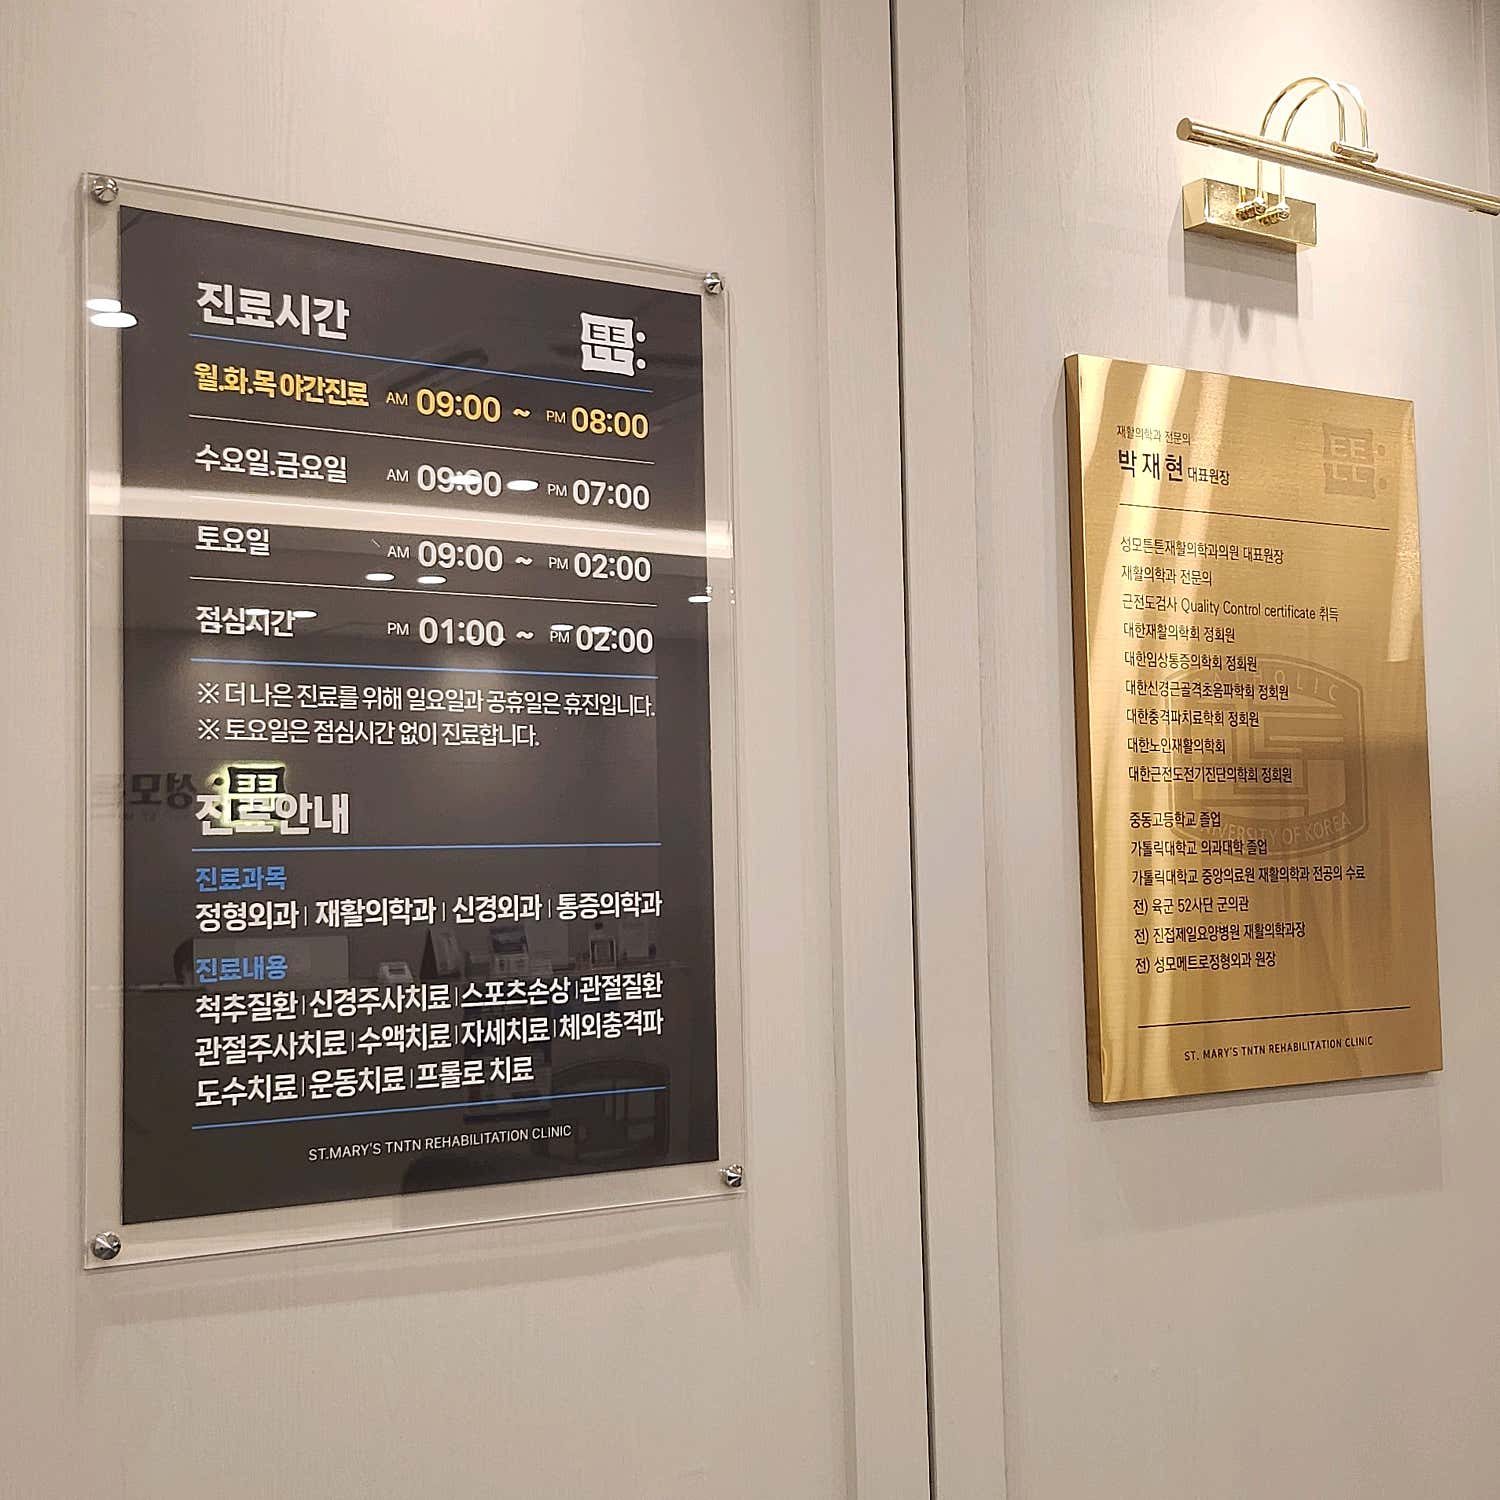 진료시간
튼튼:
월.화.목 야간진료 AM 09:00 ~ PM 08:00
수요일.금요일 AM 09:00 ~ PM 07:00
토요일 AM 09:00 ~ PM 02:00
점심시간 PM 01:00 ~ PM 02:00
※ 더 나은 진료를 위해 일요일과 공휴일은 휴진입니다.
※ 토요일은 점심시간 없이 진료합니다.
진료안내
진료과목
정형외과 | 재활의학과 | 신경외과 | 통증의학과
진료내용
척추질환 | 신경주사치료 | 스포츠손상 | 관절질환
관절주사치료 | 수액치료 | 자세치료 | 체외충격파
도수치료 | 운동치료 | 프롤로 치료
ST.MARY'S TNTN REHABILITATION CLINIC
재활의학과 전문의
박재현 대표원장
튼튼:
성모튼튼재활의학과의원 대표원장
재활의학과 전문의
근전도검사 Quality Control certificate 취득
대한재활의학회 정회원
대한임상통증의학회 정회원
대한신경근골격초음파학회 정회원
대한충격파치료학회 정회원
대한노인재활의학회
대한근전도전기진단의학회 정회원
중동고등학교 졸업
가톨릭대학교 의과대학 졸업
가톨릭대학교 중앙의료원 재활의학과 전공의 수료
전) 육군 52사단 군의관
전) 진접제일요양병원 재활의학과장
전) 성모메트로정형외과 원장
UNIVERSITY OF KOREA
ST. MARY'S TNTN REHABILITATION CLINIC